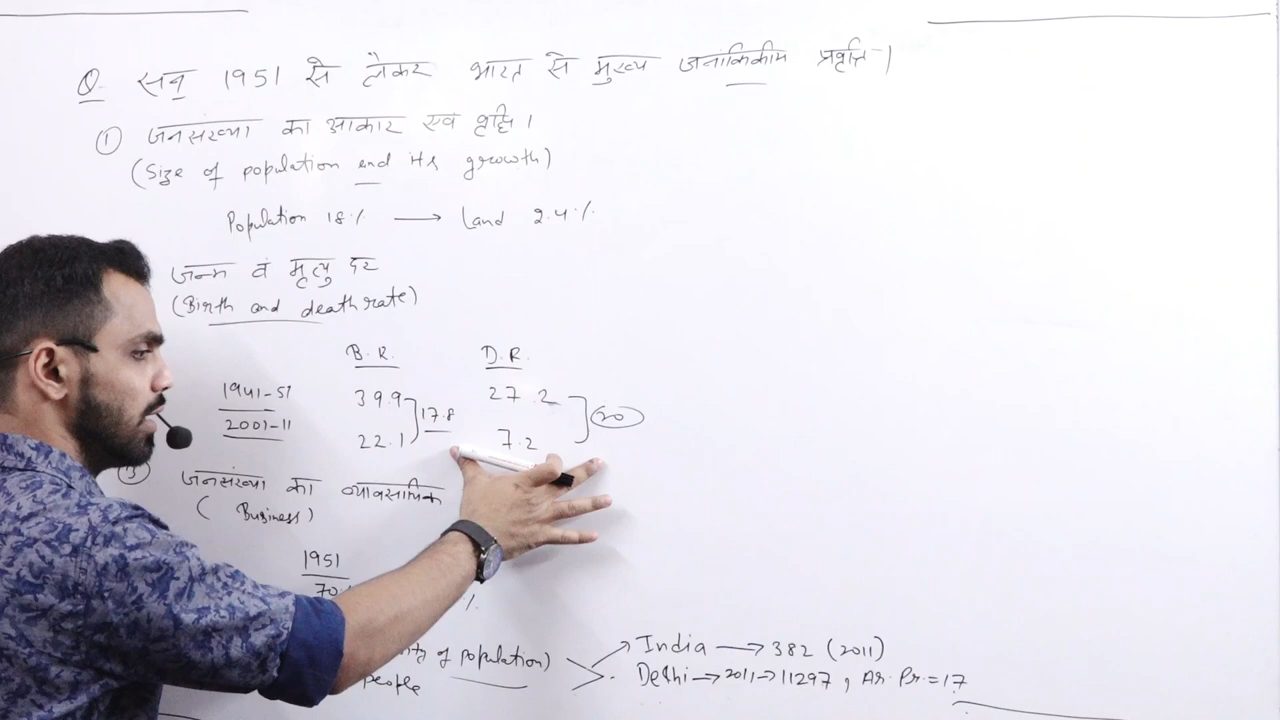 Q सन् 1951 से लेकर भारत से मुख्य जनांकिकीय प्रवृत्ति।
① जनसंख्या का आकार एवं वृद्धि।
(Size of population and its growth)
Population 18% → Land 2.4%
जन्म वं मृत्यु दर
(Birth and death rate)
B.R. D.R.
1941-51 39.9 27.2
17.8 20
2001-11 22.1 7.2
③ जनसंख्या का व्यावसायिक
(Business)
1951
70. %
India → 382 (2011)
of population)
Delhi → 2011 → 11297, Ar. Pr. = 17
people